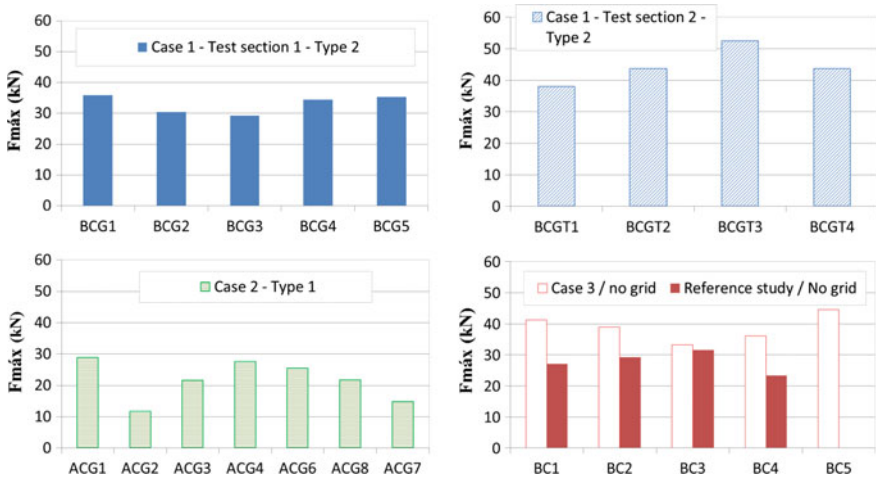 60
50
40
30
20
10
0
Fmáx (kN)
Case 1 - Test section 1 - Type 2
BCG1 BCG2 BCG3 BCG4 BCG5
60
50
40
30
20
10
0
Fmáx (kN)
Case 1 - Test section 2 -
Type 2
BCGT1 BCGT2 BCGT3 BCGT4
60
50
40
30
20
10
0
Fmáx (kN)
Case 2 - Type 1
ACG1 ACG2 ACG3 ACG4 ACG6 ACG8 ACG7
60
50
40
30
20
10
0
Fmáx (kN)
Case 3 / no grid Reference study / No grid
BC1 BC2 BC3 BC4 BC5